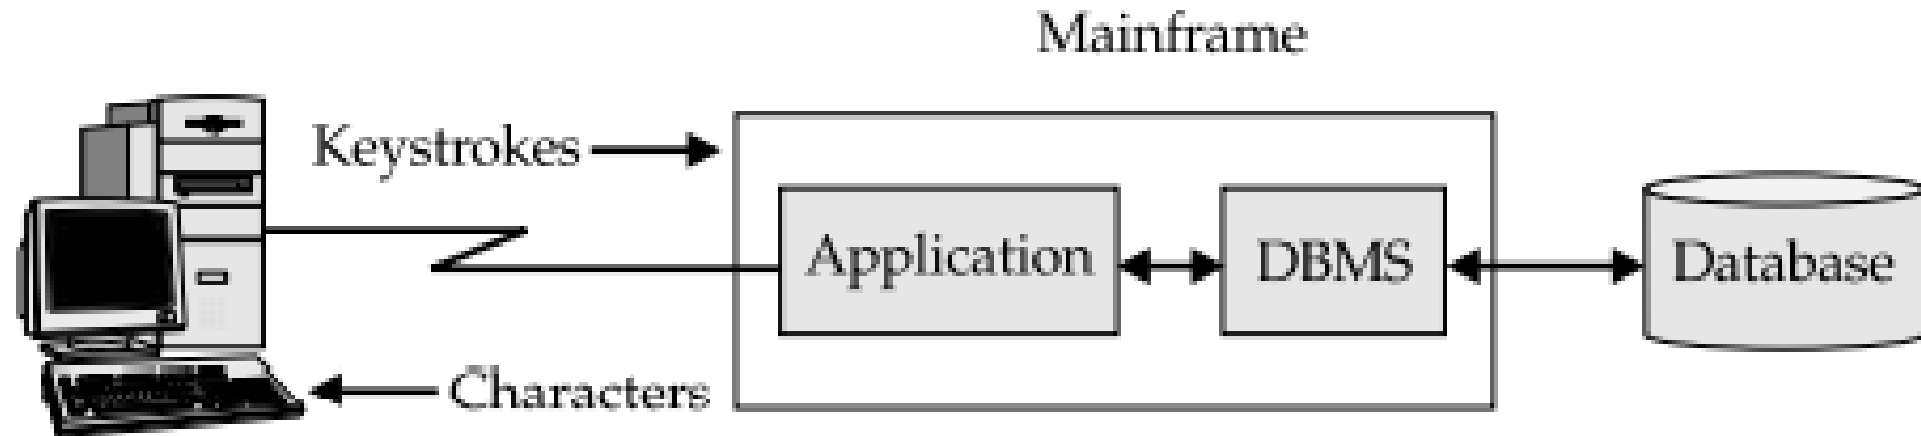 Mainframe
Keystrokes
Application
DBMS
Database
Characters